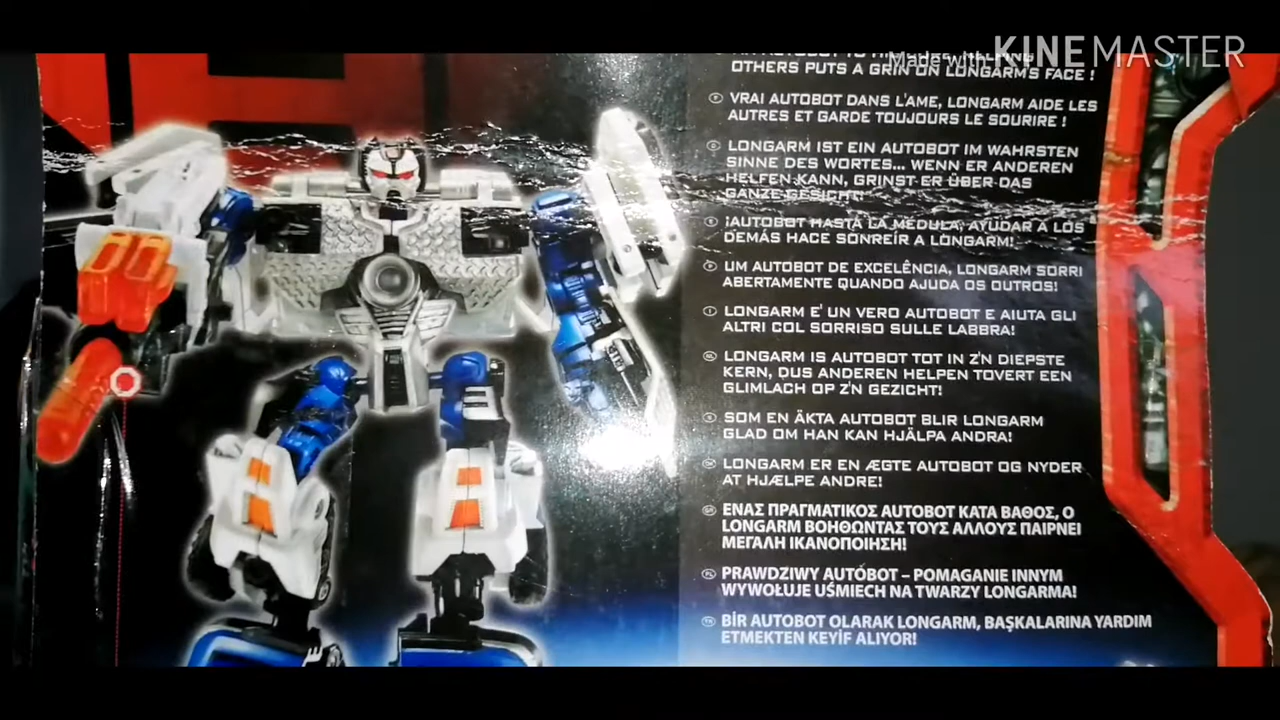 Made with KINEMASTER
OTHERS PUTS A GRIN ON LONGARM'S FACE !
VRAI AUTOBOT DANS L'AME, LONGARM AIDE LES
AUTRES ET GARDE TOUJOURS LE SOURIRE !
LONGARM IST EIN AUTOBOT IM WAHRSTEN
SINNE DES WORTES... WENN ER ANDEREN
HELFEN KANN, GRINST ER ÜBER DAS
GANZE GESICHT!
¡AUTOBOT HASTA LA MÉDULA, AYUDAR A LOS
DEMÁS HACE SONREÍR A LONGARM!
UM AUTOBOT DE EXCELÊNCIA, LONGARM SORRI
ABERTAMENTE QUANDO AJUDA OS OUTROS!
LONGARM E' UN VERO AUTOBOT E AIUTA GLI
ALTRI COL SORRISO SULLE LABBRA!
LONGARM IS AUTOBOT TOT IN Z'N DIEPSTE
KERN, DUS ANDEREN HELPEN TOVERT EEN
GLIMLACH OP Z'N GEZICHT!
SOM EN ÄKTA AUTOBOT BLIR LONGARM
GLAD OM HAN KAN HJÄLPA ANDRA!
LONGARM ER EN ÆGTE AUTOBOT OG NYDER
AT HJÆLPE ANDRE!
ΕΝΑΣ ΠΡΑΓΜΑΤΙΚΟΣ AUTOBOT ΚΑΤΑ ΒΑΘΟΣ, Ο
LONGARM ΒΟΗΘΩΝΤΑΣ ΤΟΥΣ ΑΛΛΟΥΣ ΠΑΙΡΝΕΙ
ΜΕΓΑΛΗ ΙΚΑΝΟΠΟΙΗΣΗ!
PRAWDZIWY AUTOBOT – POMAGANIE INNYM
WYWOŁUJE UŚMIECH NA TWARZY LONGARMA!
BİR AUTOBOT OLARAK LONGARM, BAŞKALARINA YARDIM
ETMEKTEN KEYİF ALIYOR!